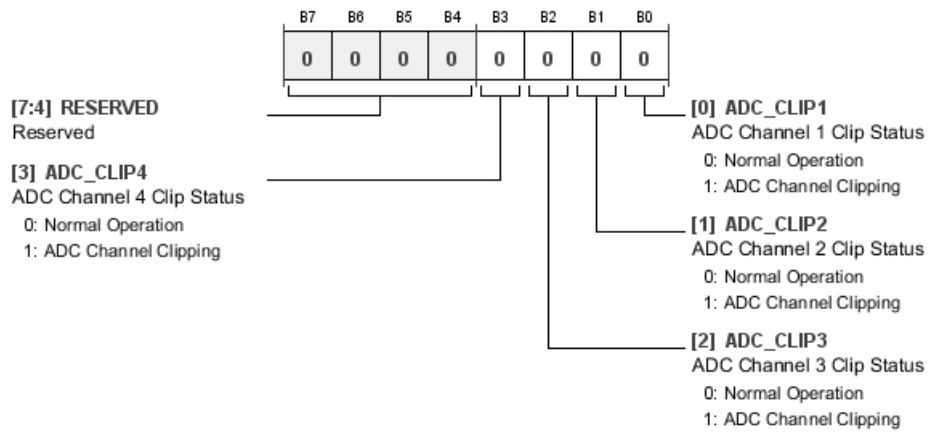 B7 B6 B5 B4 B3 B2 B1 B0
0 0 0 0 0 0 0 0
[7:4] RESERVED
Reserved
[3] ADC_CLIP4
ADC Channel 4 Clip Status
0: Normal Operation
1: ADC Channel Clipping
[0] ADC_CLIP1
ADC Channel 1 Clip Status
0: Normal Operation
1: ADC Channel Clipping
[1] ADC_CLIP2
ADC Channel 2 Clip Status
0: Normal Operation
1: ADC Channel Clipping
[2] ADC_CLIP3
ADC Channel 3 Clip Status
0: Normal Operation
1: ADC Channel Clipping